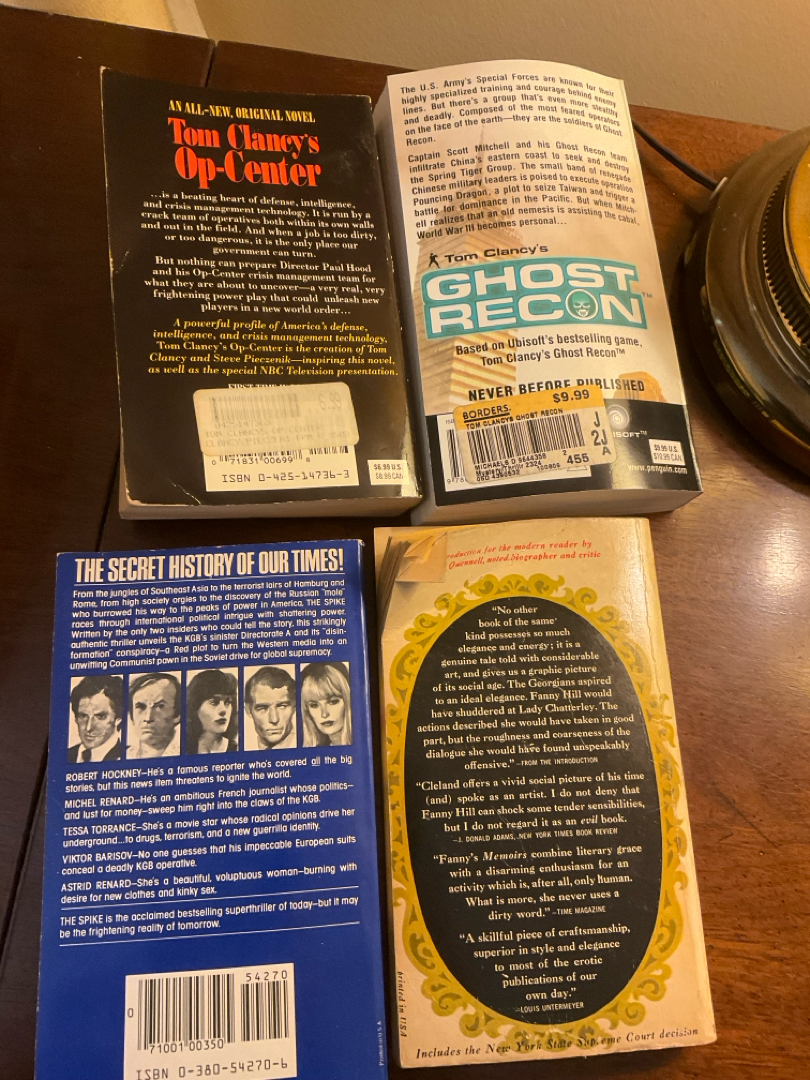 AN ALL-NEW, ORIGINAL NOVEL
Tom Clancy's
Op-Center
...is a beating heart of defense, intelligence,
and crisis management technology. It is run by a
crack team of operatives both within its own walls
and out in the field. And when a job is too dirty,
or too dangerous, it is the only place our
government can turn.
But nothing can prepare Director Paul Hood
and his Op-Center crisis management team for
what they are about to uncover—a very real, very
frightening power play that could unleash new
players in a new world order...
A powerful profile of America's defense,
intelligence, and crisis management technology,
Tom Clancy's Op-Center is the creation of Tom
Clancy and Steve Pieczenik—inspiring this novel,
as well as the special NBC Television presentation.
71831 00699
ISBN 0-425-14736-3
$6.99 U.S.
$8.99 CAN
The U.S. Army's Special Forces are known for their
highly specialized training and courage behind enemy
lines. But there's a group that's even more stealthy
and deadly. Composed of the most feared operators
on the face of the earth—they are the soldiers of Ghost
Recon.
Captain Scott Mitchell and his Ghost Recon team
infiltrate China's eastern coast to seek and destroy
the Spring Tiger Group. The small band of renegade
Chinese military leaders is poised to execute operation
Pouncing Dragon, a plot to seize Taiwan and trigger a
battle for dominance in the Pacific. But when Mitch-
ell realizes that an old nemesis is assisting the cabal,
World War III becomes personal...
Tom Clancy's
GHOST
RECON™
Based on Ubisoft's bestselling game,
Tom Clancy's Ghost Recon™
NEVER BEFORE PUBLISHED
BORDERS. $9.99
TOM CLANCYS GHOST RECON
J
2J
A
MICHAELS D 9644358 2
455
UBISOFT™
$9.99 U.S.
www.penguin.com
THE SECRET HISTORY OF OUR TIMES!
From the jungles of Southeast Asia to the terrorist lairs of Hamburg and
Rome, from high society orgies to the discovery of the Russian "mole"
who burrowed his way to the peaks of power in America, THE SPIKE
races through international political intrigue with shattering power.
Written by the only two insiders who could tell the story, this strikingly
authentic thriller unveils the KGB's sinister Directorate A and its "disin-
formation" conspiracy—a Red plot to turn the Western media into an
unwitting Communist pawn in the Soviet drive for global supremacy.
ROBERT HOCKNEY—He's a famous reporter who's covered all the big
stories, but this news item threatens to ignite the world.
MICHEL RENARD—He's an ambitious French journalist whose politics—
and lust for money—sweep him right into the claws of the KGB.
TESSA TORRANCE—She's a movie star whose radical opinions drive her
underground...to drugs, terrorism, and a new guerrilla identity.
VIKTOR BARISOV—No one guesses that his impeccable European suits
conceal a deadly KGB operative.
ASTRID RENARD—She's a beautiful, voluptuous woman—burning with
desire for new clothes and kinky sex.
THE SPIKE is the acclaimed bestselling superthriller of today—but it may
be the frightening reality of tomorrow.
54270
0
71001 00350
ISBN 0-380-54270-6
for the modern reader by
Quennell, noted biographer and critic
"No other
book of the same
kind possesses so much
elegance and energy; it is a
genuine tale told with considerable
art, and gives us a graphic picture
of its social age. The Georgians aspired
to an ideal elegance. Fanny Hill would
have shuddered at Lady Chatterley. The
actions described she would have taken in good
part, but the roughness and coarseness of the
dialogue she would have found unspeakably
offensive."—FROM THE INTRODUCTION
"Cleland offers a vivid social picture of his time
(and) spoke as an artist. I do not deny that
Fanny Hill can shock some tender sensibilities,
but I do not regard it as an evil book.
—J. DONALD ADAMS, NEW YORK TIMES BOOK REVIEW
"Fanny's Memoirs combine literary grace
with a disarming enthusiasm for an
activity which is, after all, only human.
What is more, she never uses a
dirty word."—TIME MAGAZINE
"A skillful piece of craftsmanship,
superior in style and elegance
to most of the erotic
publications of our
own day."
—LOUIS UNTERMEYER
printed in USA
Includes the New York State Supreme Court decision